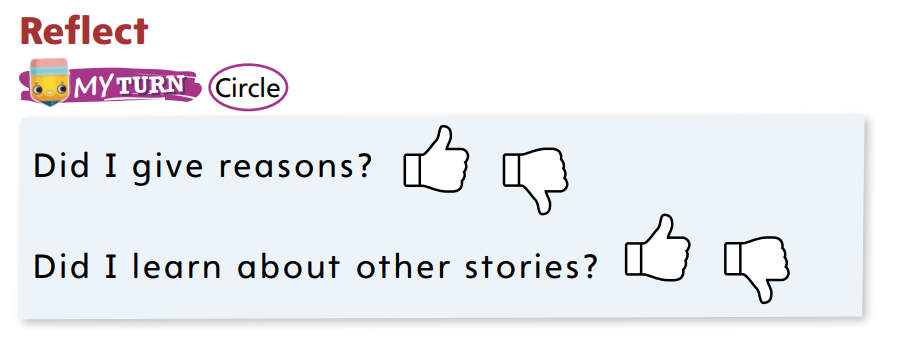 Reflect
MY TURN Circle
Did I give reasons?
Did I learn about other stories?